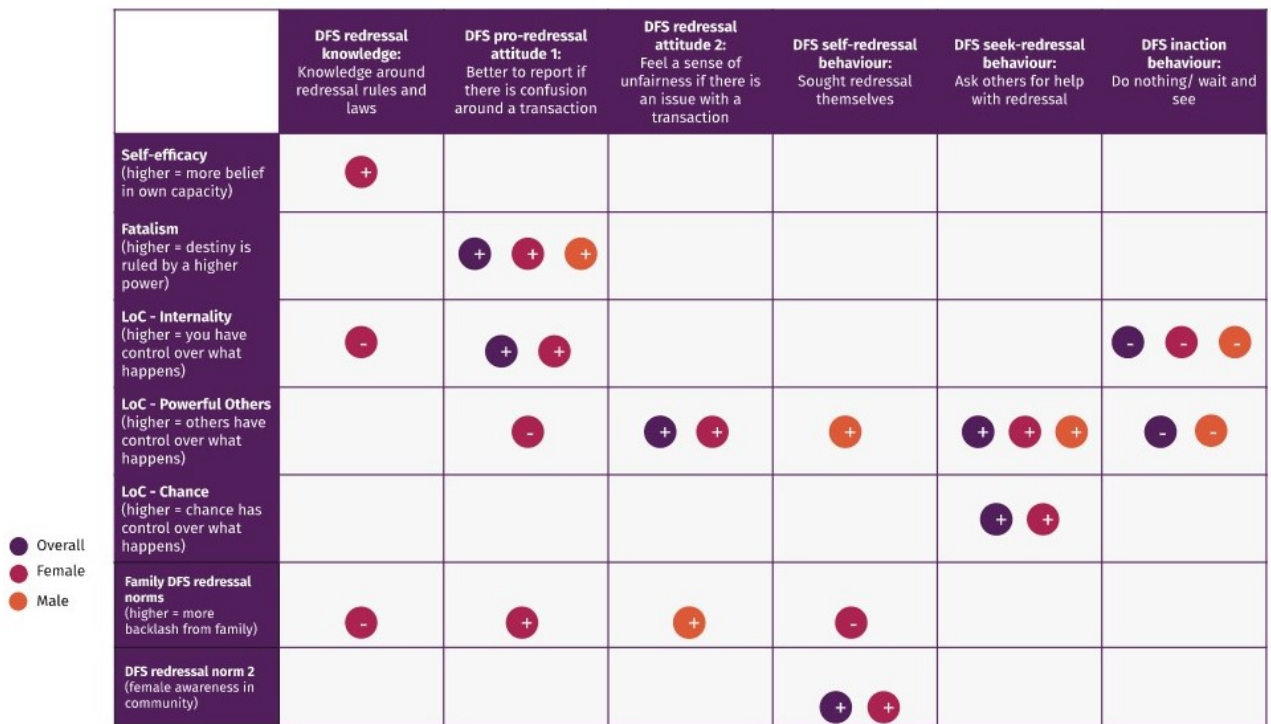 DFS redressal
knowledge:
Knowledge around
redressal rules and
laws
DFS pro-redressal
attitude 1:
Better to report if
there is confusion
around a transaction
DFS redressal
attitude 2:
Feel a sense of
unfairness if there is
an issue with a
transaction
DFS self-redressal
behaviour:
Sought redressal
themselves
DFS seek-redressal
behaviour:
Ask others for help
with redressal
DFS inaction
behaviour:
Do nothing/ wait and
see
Self-efficacy
(higher = more belief
in own capacity)
+
Fatalism
(higher = destiny is
ruled by a higher
power)
+ + +
LoC - Internality
(higher = you have
control over what
happens)
- + + - - -
LoC - Powerful Others
(higher = others have
control over what
happens)
- + + + + + + - -
LoC - Chance
(higher = chance has
control over what
happens)
+ +
Family DFS redressal
norms
(higher = more
backlash from family)
- + + -
DFS redressal norm 2
(female awareness in
community)
+ +
Overall
Female
Male